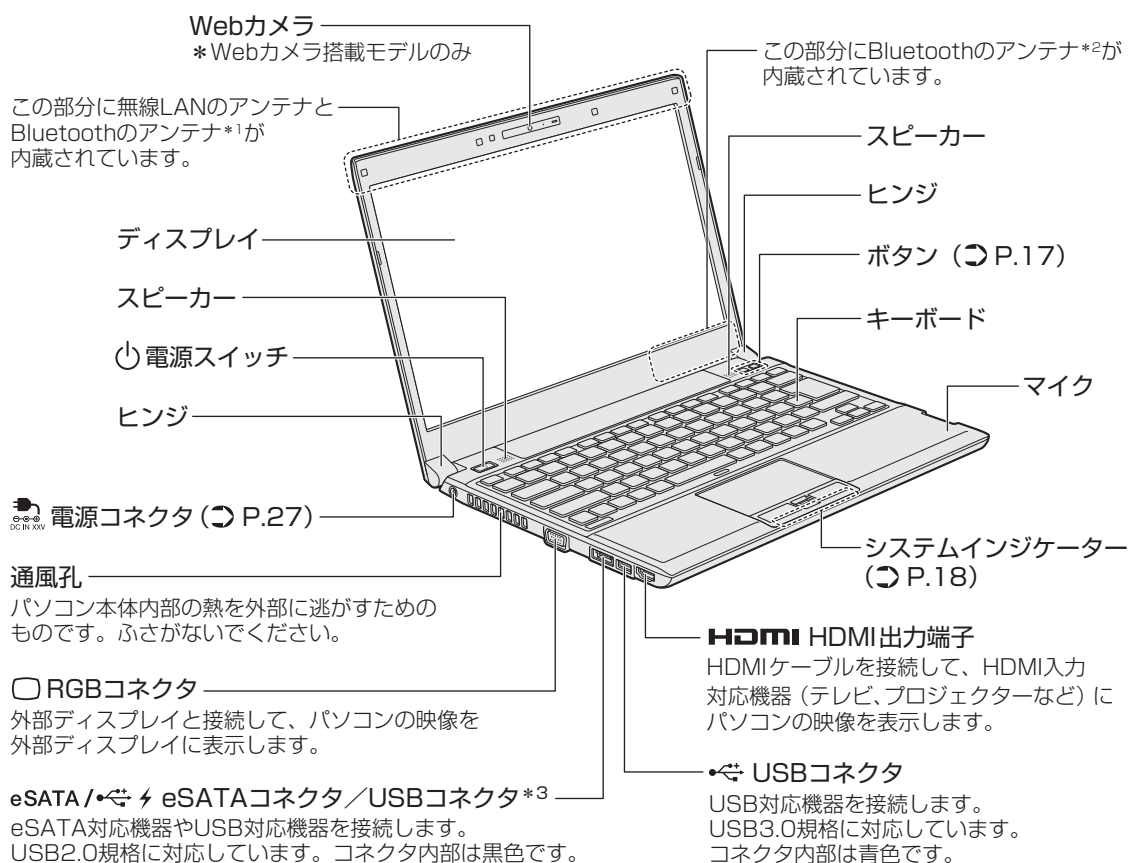 Webカメラ
*Webカメラ搭載モデルのみ
この部分に無線LANのアンテナと
Bluetoothのアンテナ*1が
内蔵されています。
ディスプレイ
スピーカー
電源スイッチ
ヒンジ
DC IN XXV 電源コネクタ(P.27)
通風孔
パソコン本体内部の熱を外部に逃がすための
ものです。ふさがないでください。
RGBコネクタ
外部ディスプレイと接続して、パソコンの映像を
外部ディスプレイに表示します。
eSATA/ eSATAコネクタ/USBコネクタ*3
eSATA対応機器やUSB対応機器を接続します。
USB2.0規格に対応しています。コネクタ内部は黒色です。
この部分にBluetoothのアンテナ*2が
内蔵されています。
スピーカー
ヒンジ
ボタン(P.17)
キーボード
マイク
システムインジケーター
(P.18)
HDMI HDMI出力端子
HDMIケーブルを接続して、HDMI入力
対応機器(テレビ、プロジェクターなど)に
パソコンの映像を表示します。
USBコネクタ
USB対応機器を接続します。
USB3.0規格に対応しています。
コネクタ内部は青色です。